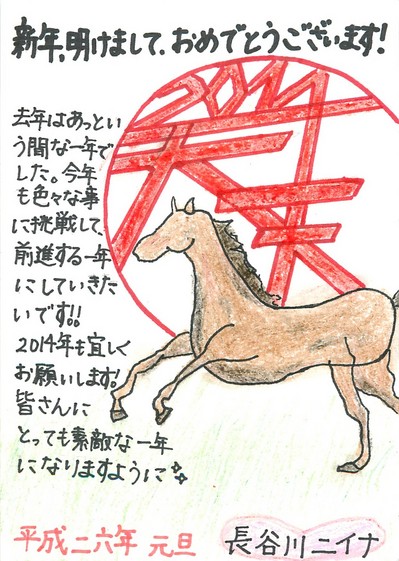 新年、明けまして、おめでとうございます!
2014
去年はあっとい
う間な一年で
した。今年
も色々な事
に挑戦して、
前進する一年
にしていきた
いです!!
2014年も宜しく
お願いします!
皆さんに
とっても素敵な一年
になりますように
平成二六年 元旦
長谷川ニイナ